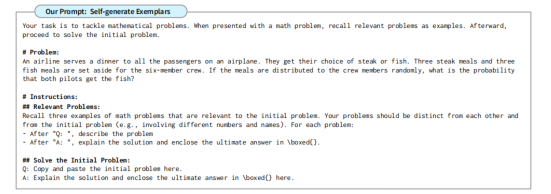 Our Prompt: Self-generate Exemplars
Your task is to tackle mathematical problems. When presented with a math problem, recall relevant problems as examples. Afterward,
proceed to solve the initial problem.
# Problem:
An airline serves a dinner to all the passengers on an airplane. They get their choice of steak or fish. Three steak meals and three
fish meals are set aside for the six-member crew. If the meals are distributed to the crew members randomly, what is the probability
that both pilots get the fish?
# Instructions:
## Relevant Problems:
Recall three examples of math problems that are relevant to the initial problem. Your problems should be distinct from each other and
from the initial problem (e.g., involving different numbers and names). For each problem:
- After "Q: ", describe the problem
- After "A: ", explain the solution and enclose the ultimate answer in \boxed{}.
## Solve the Initial Problem:
Q: Copy and paste the initial problem here.
A: Explain the solution and enclose the ultimate answer in \boxed{} here.